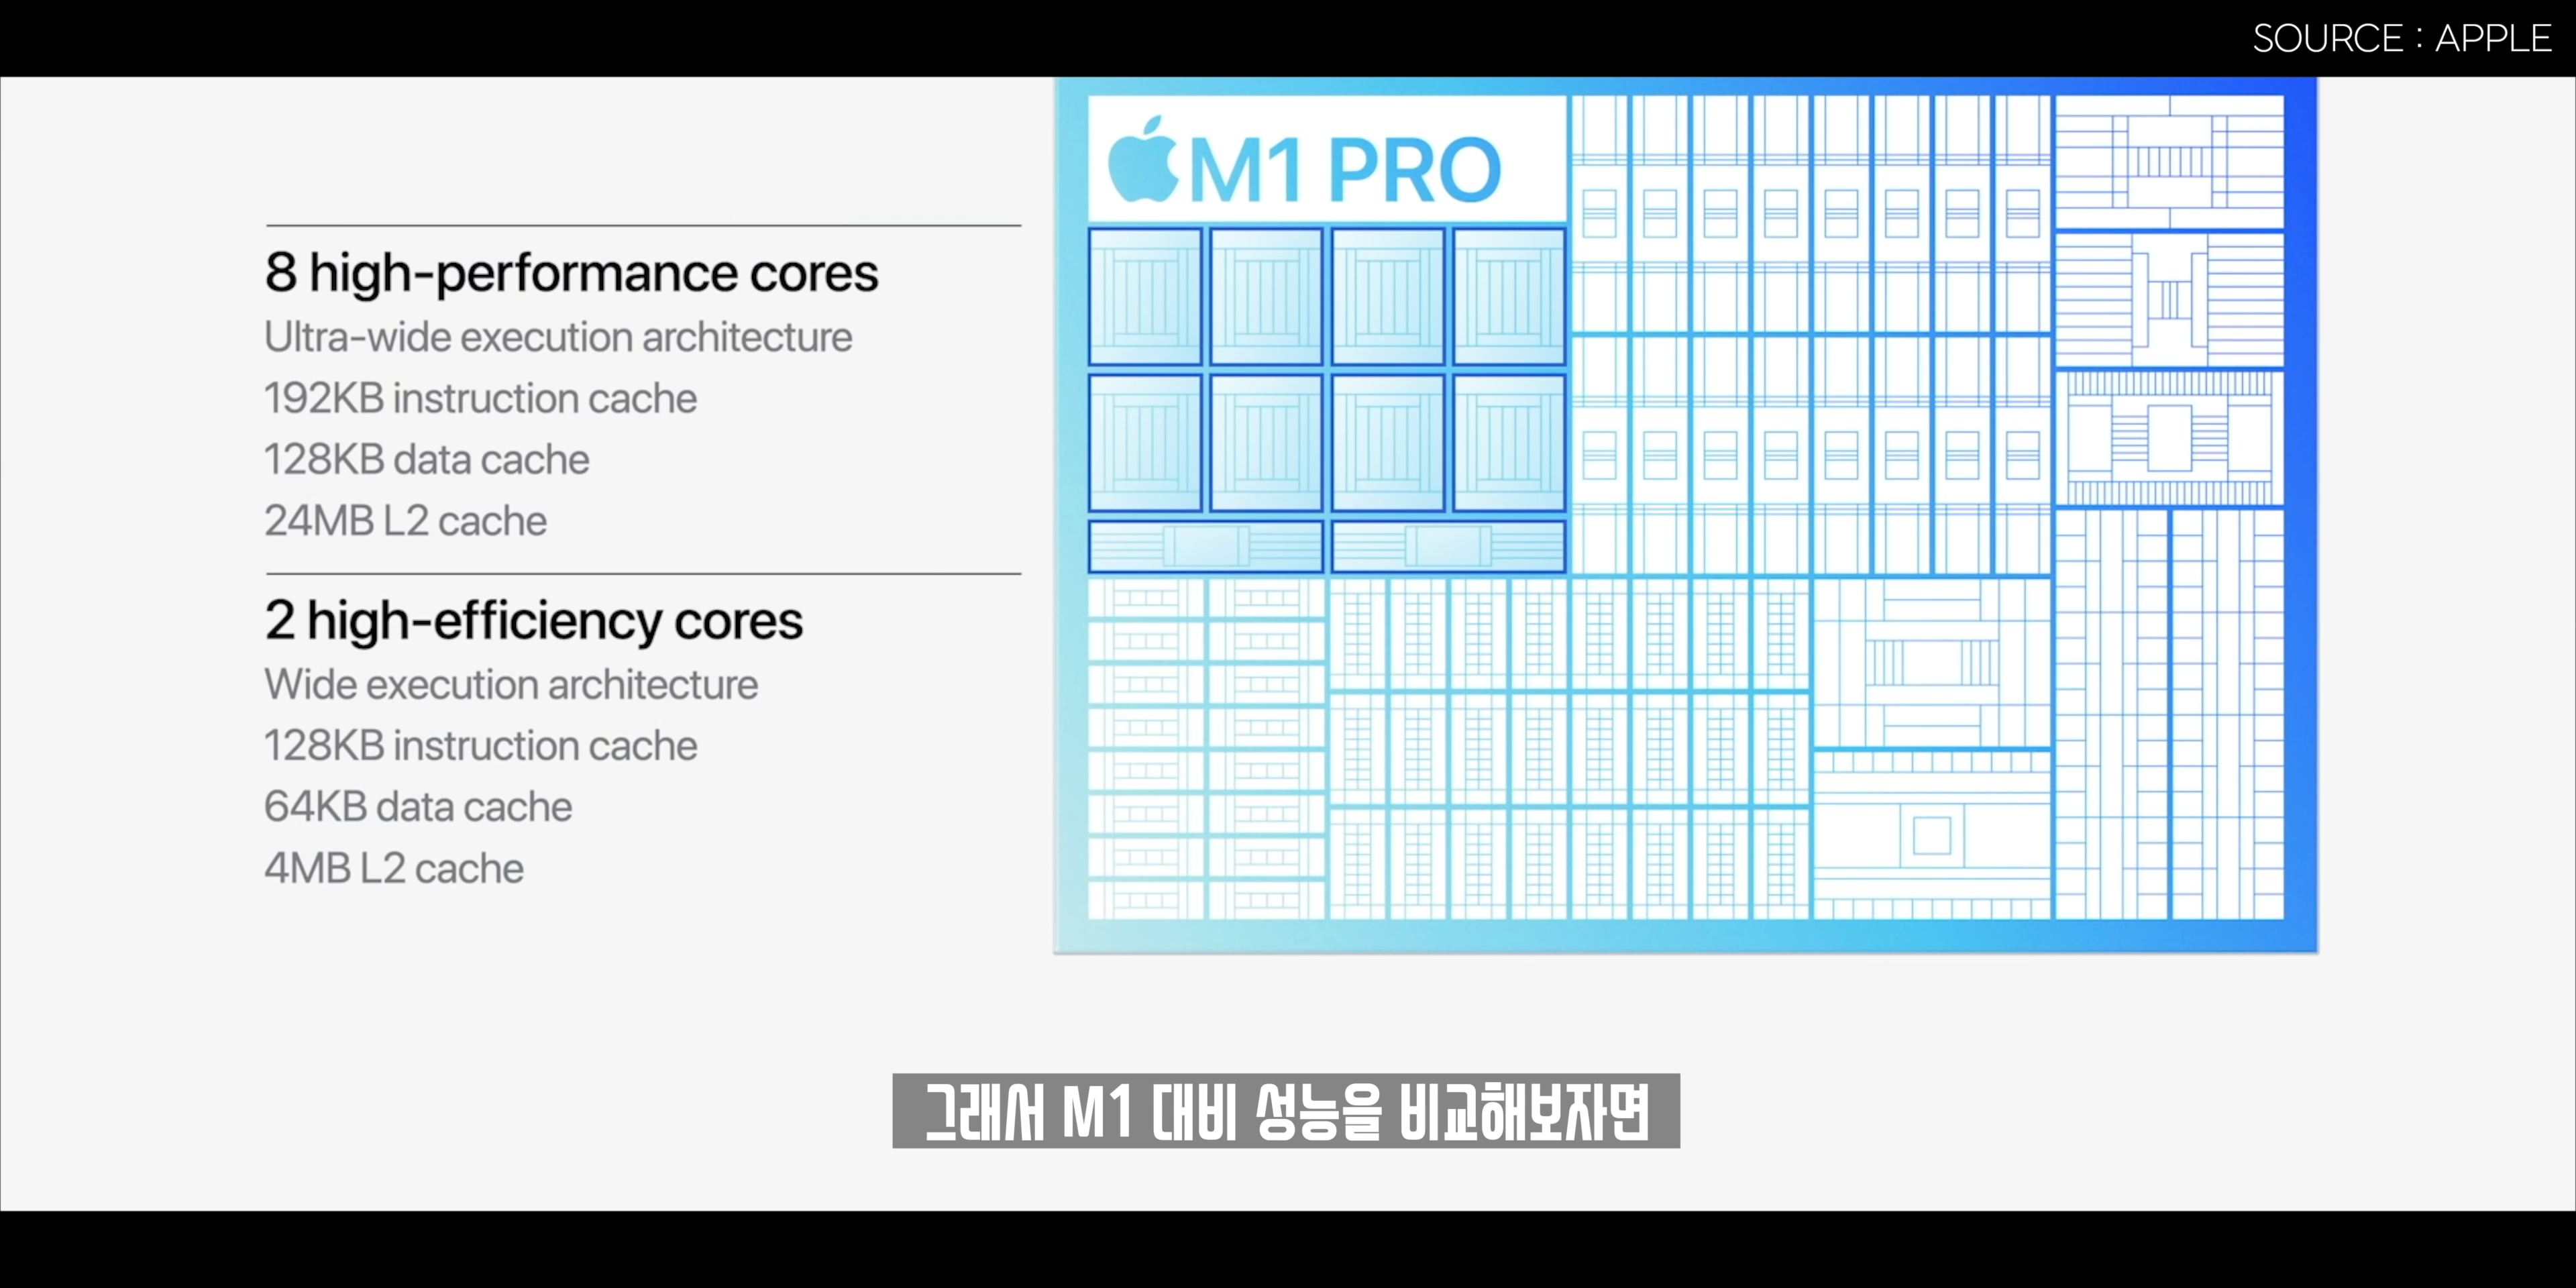 SOURCE : APPLE
M1 PRO
8 high-performance cores
Ultra-wide execution architecture
192KB instruction cache
128KB data cache
24MB L2 cache
2 high-efficiency cores
Wide execution architecture
128KB instruction cache
64KB data cache
4MB L2 cache
그래서 M1 대비 성능을 비교해보자면